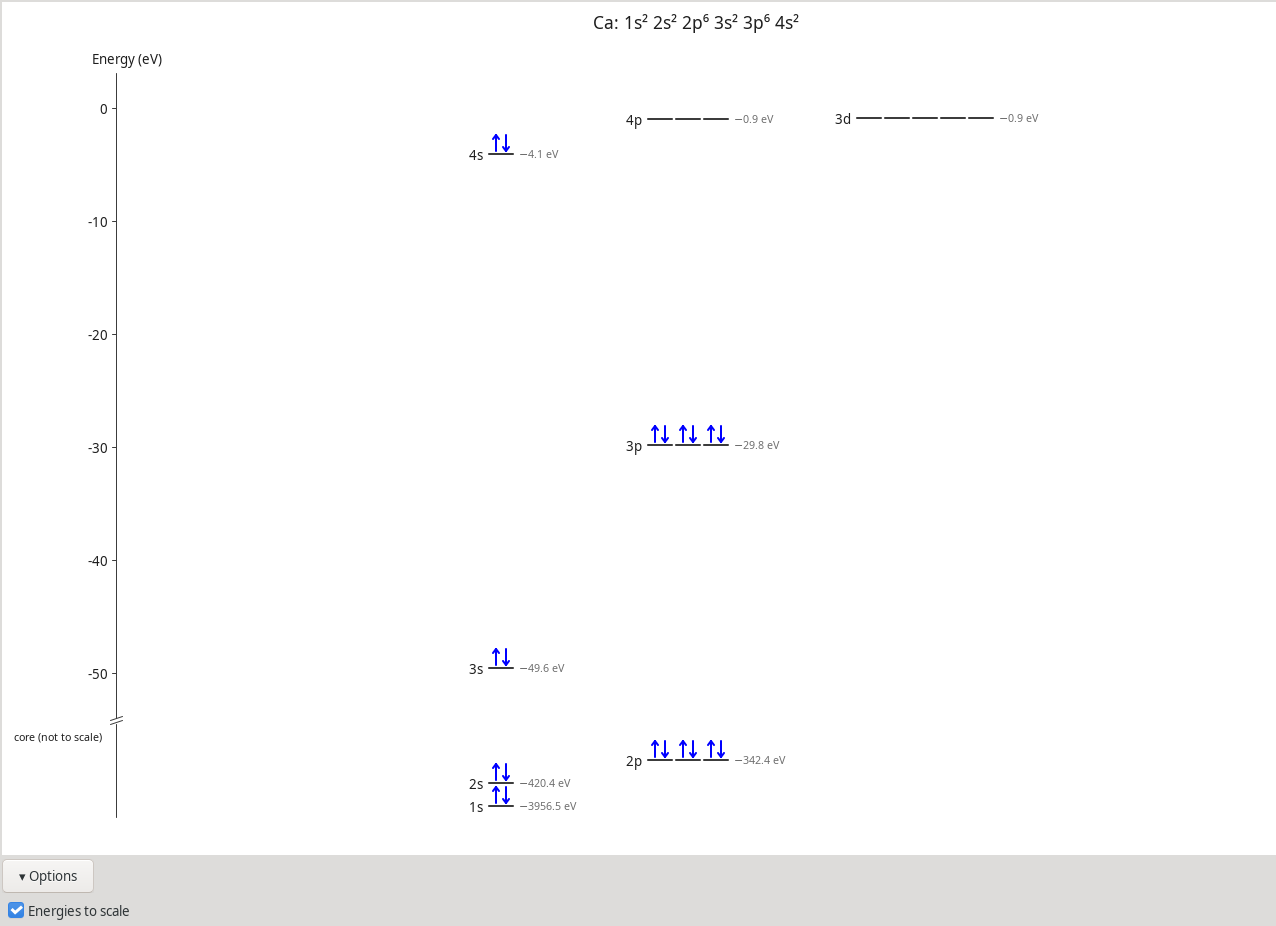 Ca: 1s² 2s² 2p⁶ 3s² 3p⁶ 4s²
Energy (eV)
0
4p −0.9 eV
3d −0.9 eV
4s −4.1 eV
-10
-20
-30
3p −29.8 eV
-40
3s −49.6 eV
-50
core (not to scale)
2p −342.4 eV
2s −420.4 eV
1s −3956.5 eV
▾ Options
Energies to scale